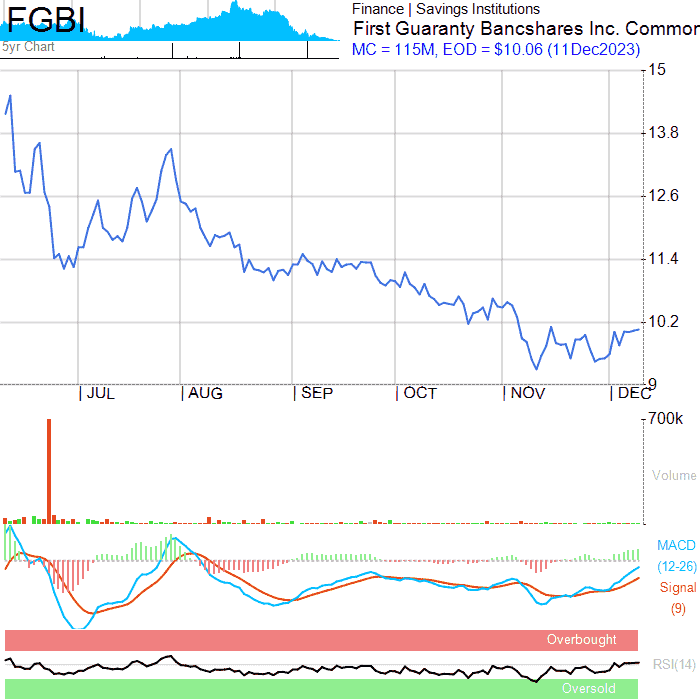 FGBI
5yr Chart
Finance | Savings Institutions
First Guaranty Bancshares Inc. Common
MC = 115M, EOD = $10.06 (11Dec2023)
15
13.8
12.6
11.4
10.2
9
JUL
AUG
SEP
OCT
NOV
DEC
700k
Volume
MACD
(12-26)
Signal
(9)
Overbought
RSI(14)
Oversold